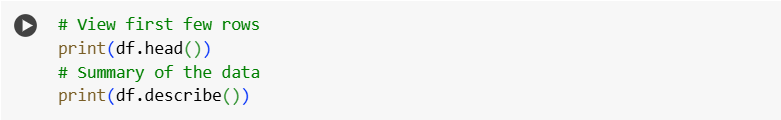 # View first few rows
print(df.head())
# Summary of the data
print(df.describe())